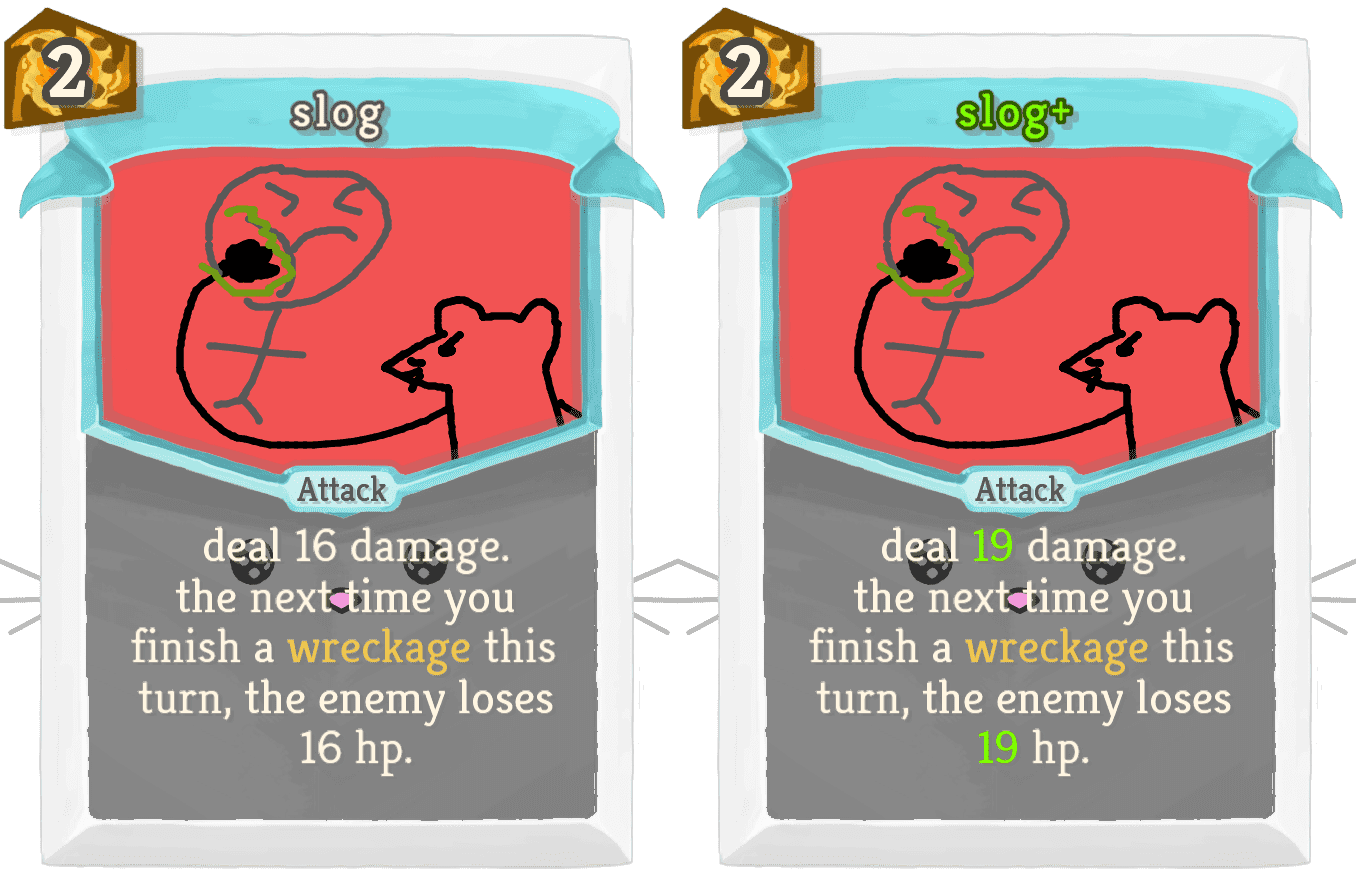 2
slog
Attack
deal 16 damage.
the next time you
finish a wreckage this
turn, the enemy loses
16 hp.
2
slog+
Attack
deal 19 damage.
the next time you
finish a wreckage this
turn, the enemy loses
19 hp.